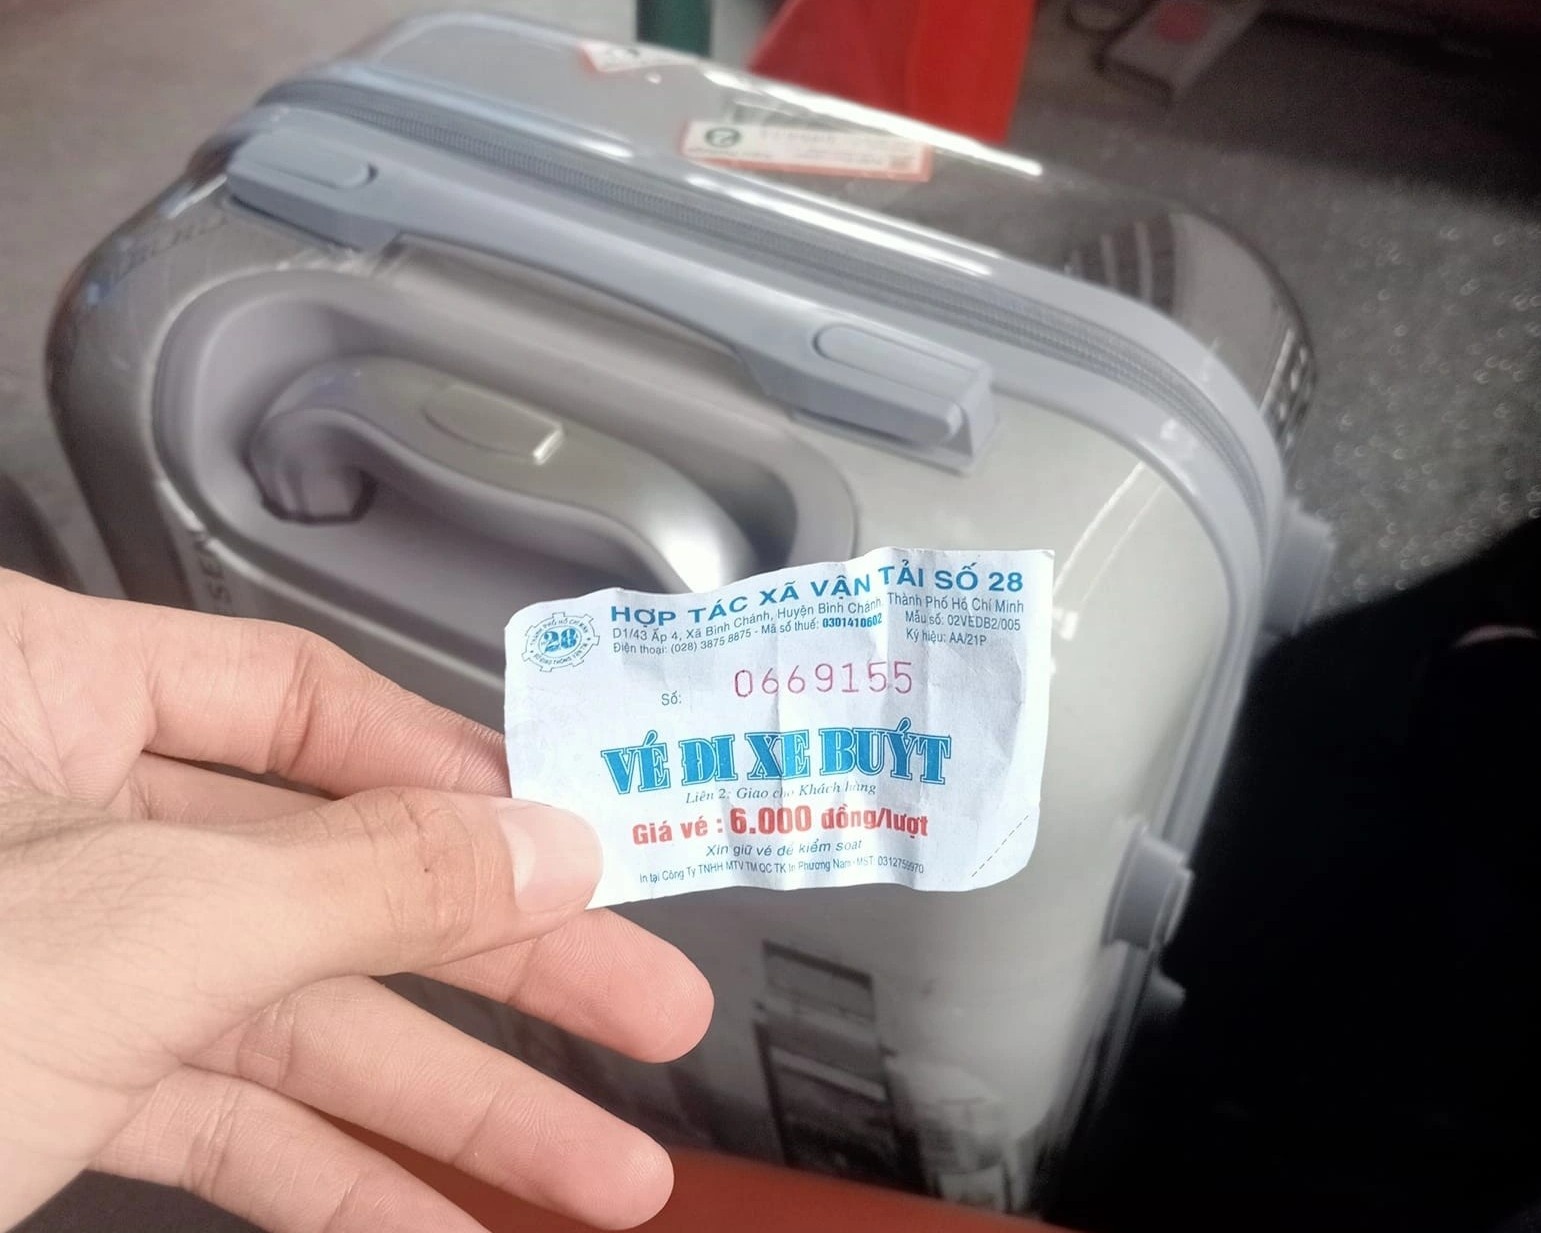 HỢP TÁC XÃ VẬN TẢI SỐ 28
D1/43 Ấp 4, Xã Bình Chánh, Huyện Bình Chánh, Thành Phố Hồ Chí Minh
Điện thoại: (028) 3875 8875 - Mã số thuế: 0301410602
Mẫu số: 02VEDB2/005
Ký hiệu: AA/21P
28
Số: 0669155
VÉ ĐI XE BUÝT
Liên 2: Giao cho Khách hàng
Giá vé : 6.000 đồng/lượt
Xin giữ vé để kiểm soát
In tại Công Ty TNHH MTV TM QC TK In Phương Nam - MST: 0312759970